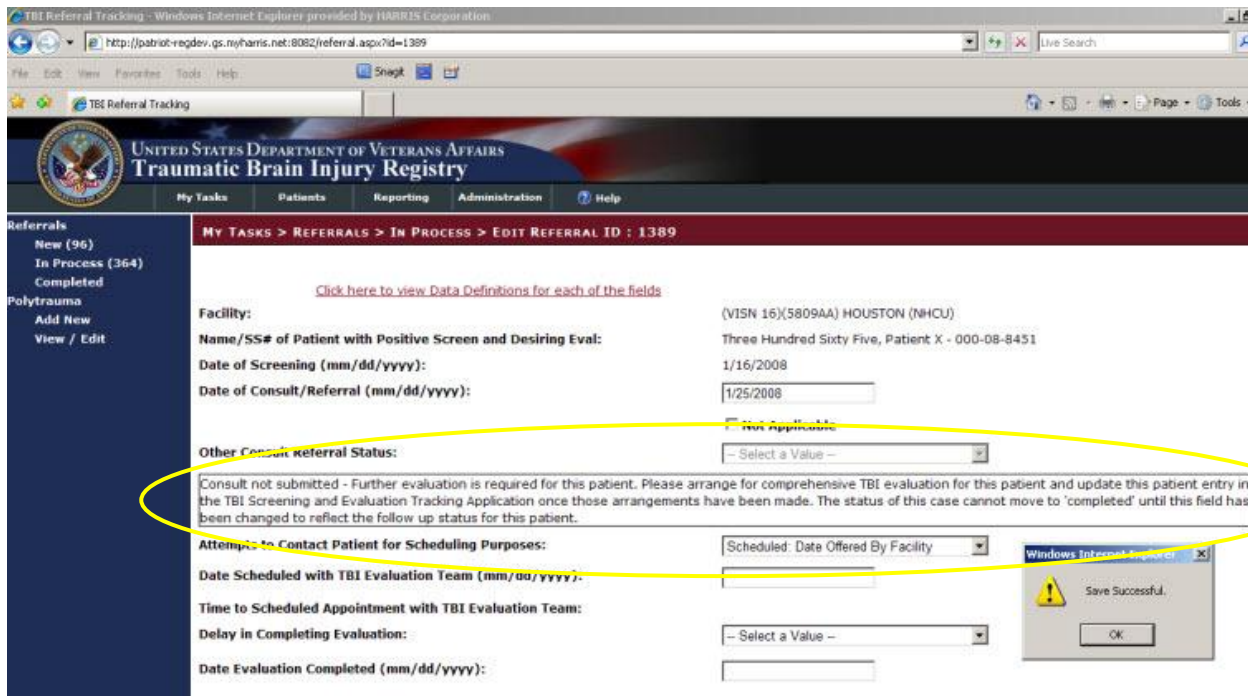 TBI Referral Tracking - Windows Internet Explorer provided by HARRIS Corporation
http://patriot-regdev.gs.myharris.net:8082/referral.aspx?id=1389
Live Search
File Edit View Favorites Tools Help
SnagIt
TBI Referral Tracking
Page
Tools
UNITED STATES DEPARTMENT OF VETERANS AFFAIRS
Traumatic Brain Injury Registry
My Tasks Patients Reporting Administration ? Help
Referrals
New (96)
In Process (364)
Completed
Polytrauma
Add New
View / Edit
MY TASKS > REFERRALS > IN PROCESS > EDIT REFERRAL ID : 1389
Click here to view Data Definitions for each of the fields
Facility: (VISN 16)(5809AA) HOUSTON (NHCU)
Name/SS# of Patient with Positive Screen and Desiring Eval: Three Hundred Sixty Five, Patient X - 000-08-8451
Date of Screening (mm/dd/yyyy): 1/16/2008
Date of Consult/Referral (mm/dd/yyyy): 1/25/2008
Not Applicable
Other Consult Referral Status: -- Select a Value --
Consult not submitted - Further evaluation is required for this patient. Please arrange for comprehensive TBI evaluation for this patient and update this patient entry in
the TBI Screening and Evaluation Tracking Application once those arrangements have been made. The status of this case cannot move to 'completed' until this field has
been changed to reflect the follow up status for this patient.
Attempts to Contact Patient for Scheduling Purposes: Scheduled: Date Offered By Facility
Date Scheduled with TBI Evaluation Team (mm/dd/yyyy):
Time to Scheduled Appointment with TBI Evaluation Team:
Delay in Completing Evaluation: -- Select a Value --
Date Evaluation Completed (mm/dd/yyyy):
Windows Internet Explorer
Save Successful.
OK